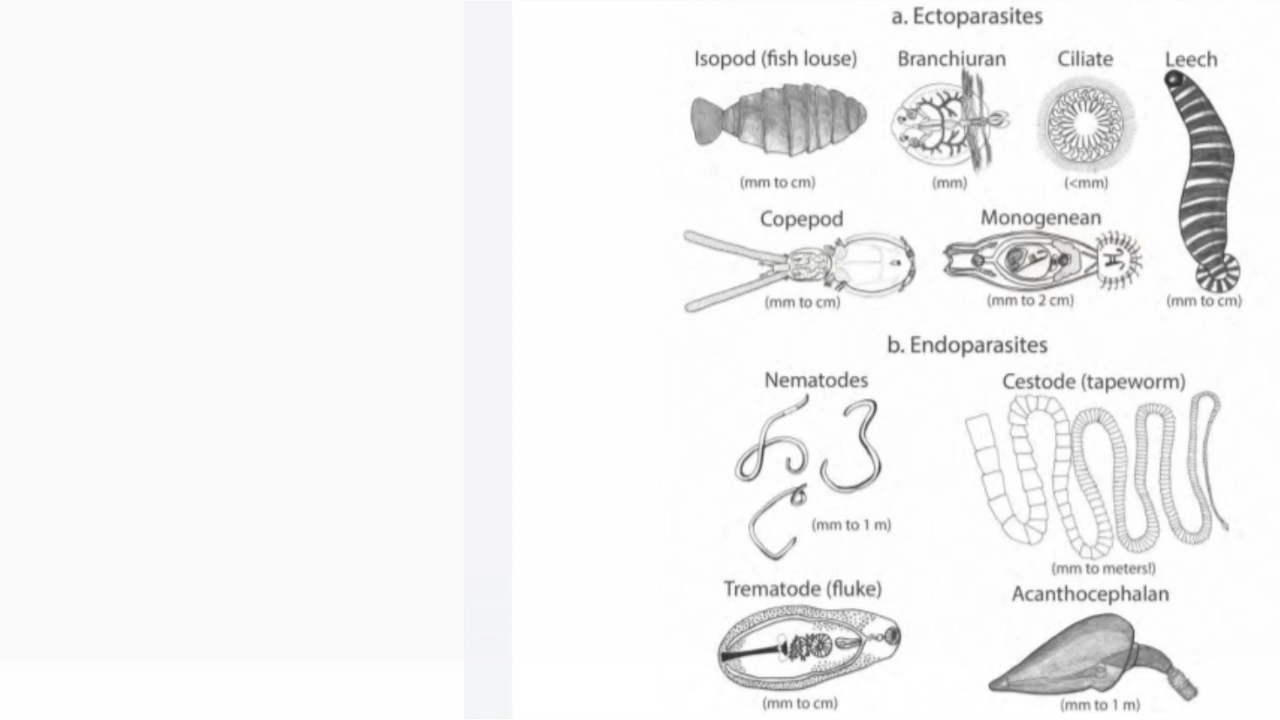 a. Ectoparasites
Isopod (fish louse)
Branchiuran
Ciliate
Leech
(mm to cm)
(mm)
(<mm)
Copepod
Monogenean
(mm to cm)
(mm to 2 cm)
(mm to cm)
b. Endoparasites
Nematodes
Cestode (tapeworm)
(mm to 1 m)
(mm to meters!)
Trematode (fluke)
Acanthocephalan
(mm to cm)
(mm to 1 m)